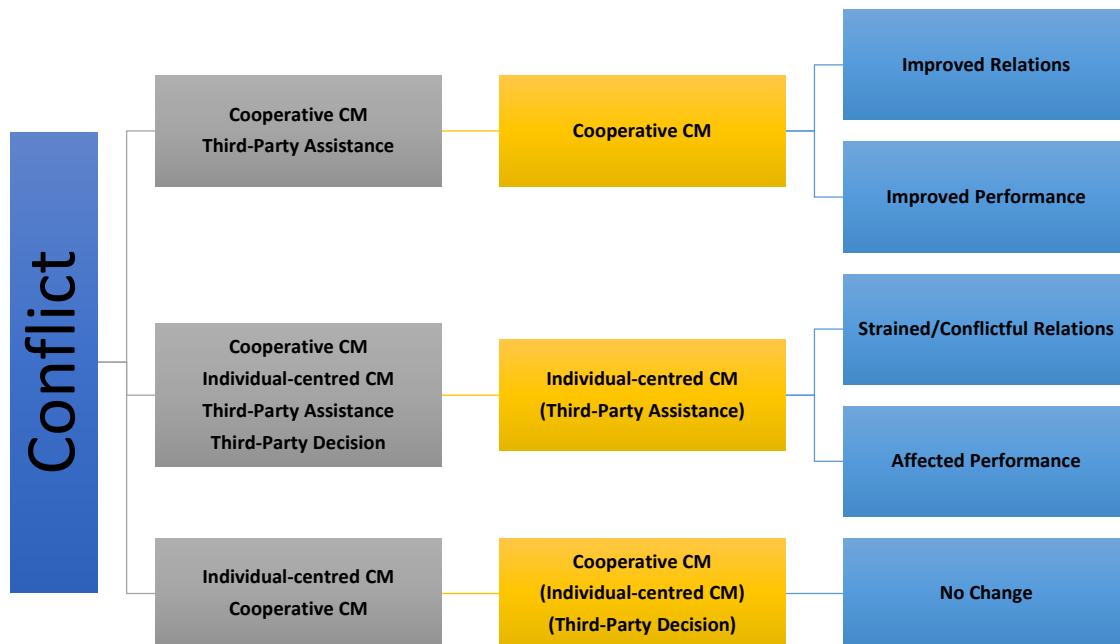 Conflict
Cooperative CM
Third-Party Assistance
Cooperative CM
Improved Relations
Improved Performance
Cooperative CM
Individual-centred CM
Third-Party Assistance
Third-Party Decision
Individual-centred CM
(Third-Party Assistance)
Strained/Conflictful Relations
Affected Performance
Individual-centred CM
Cooperative CM
Cooperative CM
(Individual-centred CM)
(Third-Party Decision)
No Change